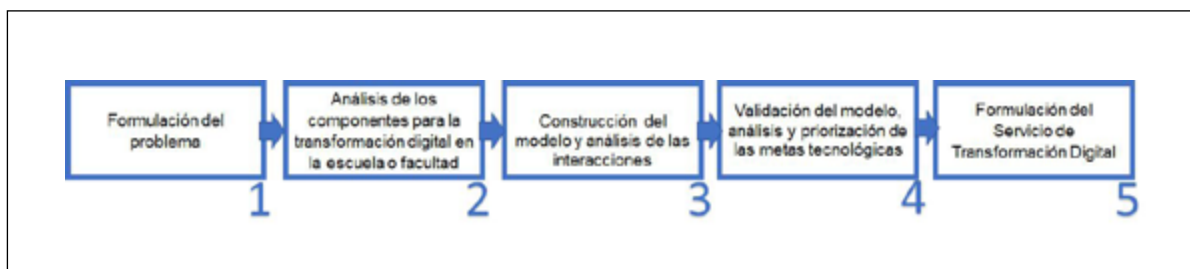 Formulación del
problema
1
Análisis de los
componentes para la
transformación digital en
la escuela o facultad
2
Construcción del
modelo y análisis de las
interacciones
3
Validación del modelo,
análisis y priorización de
las metas tecnológicas
4
Formulación del
Servicio de
Transformación Digital
5